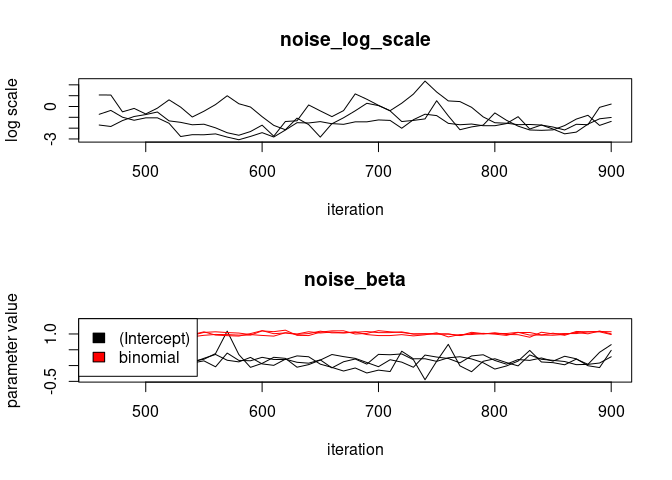 noise_log_scale
log scale
0
-3
500
600
700
800
900
iteration
noise_beta
parameter value
1.0
-0.5
(Intercept)
binomial
500
600
700
800
900
iteration